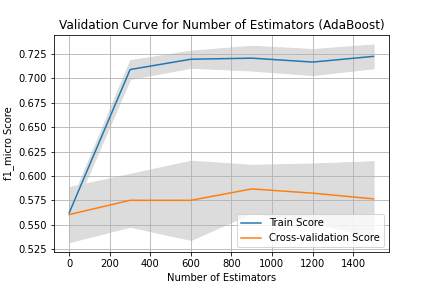 Validation Curve for Number of Estimators (AdaBoost)
f1_micro Score
0.725
0.700
0.675
0.650
0.625
0.600
0.575
0.550
0.525
Train Score
Cross-validation Score
0 200 400 600 800 1000 1200 1400
Number of Estimators